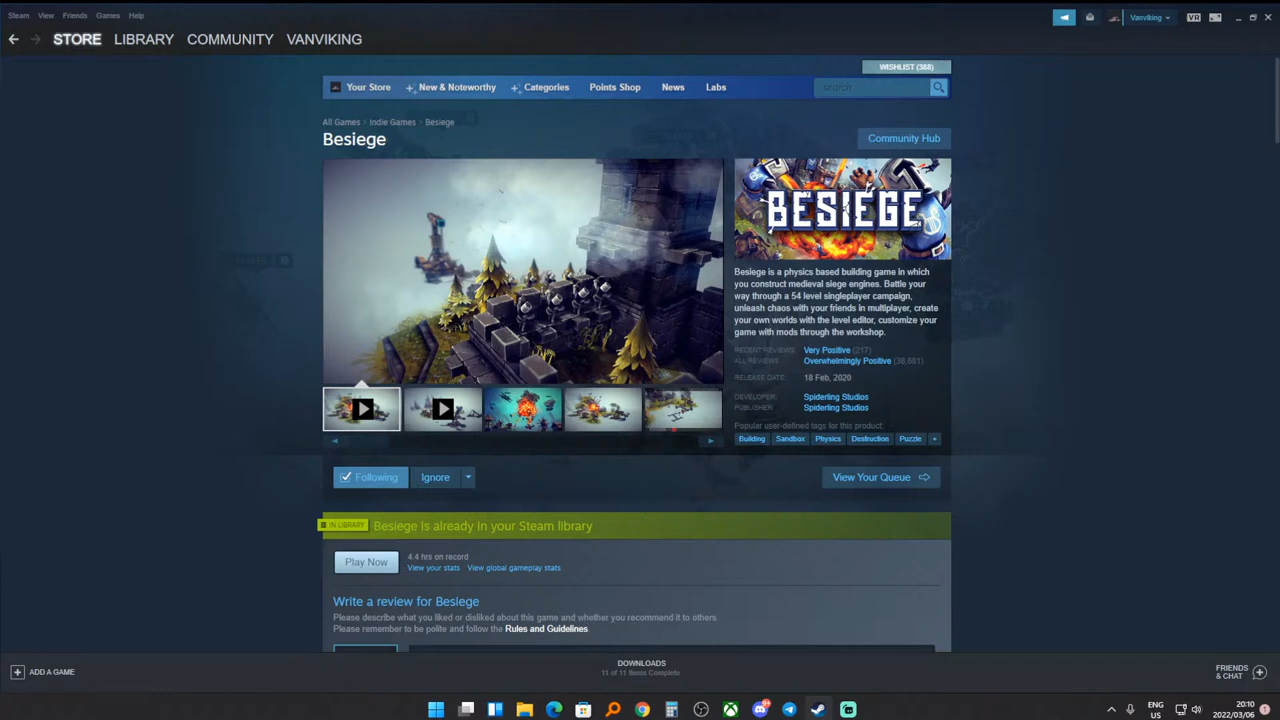 Steam View Friends Games Help
Vanviking
VR
STORE LIBRARY COMMUNITY VANVIKING
WISHLIST (388)
Your Store New & Noteworthy Categories Points Shop News Labs search
All Games > Indie Games > Besiege
Besiege
Community Hub
BESIEGE
Besiege is a physics based building game in which
you construct medieval siege engines. Battle your
way through a 54 level singleplayer campaign,
unleash chaos with your friends in multiplayer, create
your own worlds with the level editor, customize your
game with mods through the workshop.
RECENT REVIEWS: Very Positive (217)
ALL REVIEWS: Overwhelmingly Positive (36,681)
RELEASE DATE: 18 Feb, 2020
DEVELOPER: Spiderling Studios
PUBLISHER: Spiderling Studios
Popular user-defined tags for this product:
Building Sandbox Physics Destruction Puzzle +
Following Ignore View Your Queue
IN LIBRARY Besiege is already in your Steam library
Play Now
4.4 hrs on record
View your stats View global gameplay stats
Write a review for Besiege
Please describe what you liked or disliked about this game and whether you recommend it to others.
Please remember to be polite and follow the Rules and Guidelines.
ADD A GAME
DOWNLOADS
11 of 11 Items Complete
FRIENDS
& CHAT
ENG
US
20:10
2022/03/06